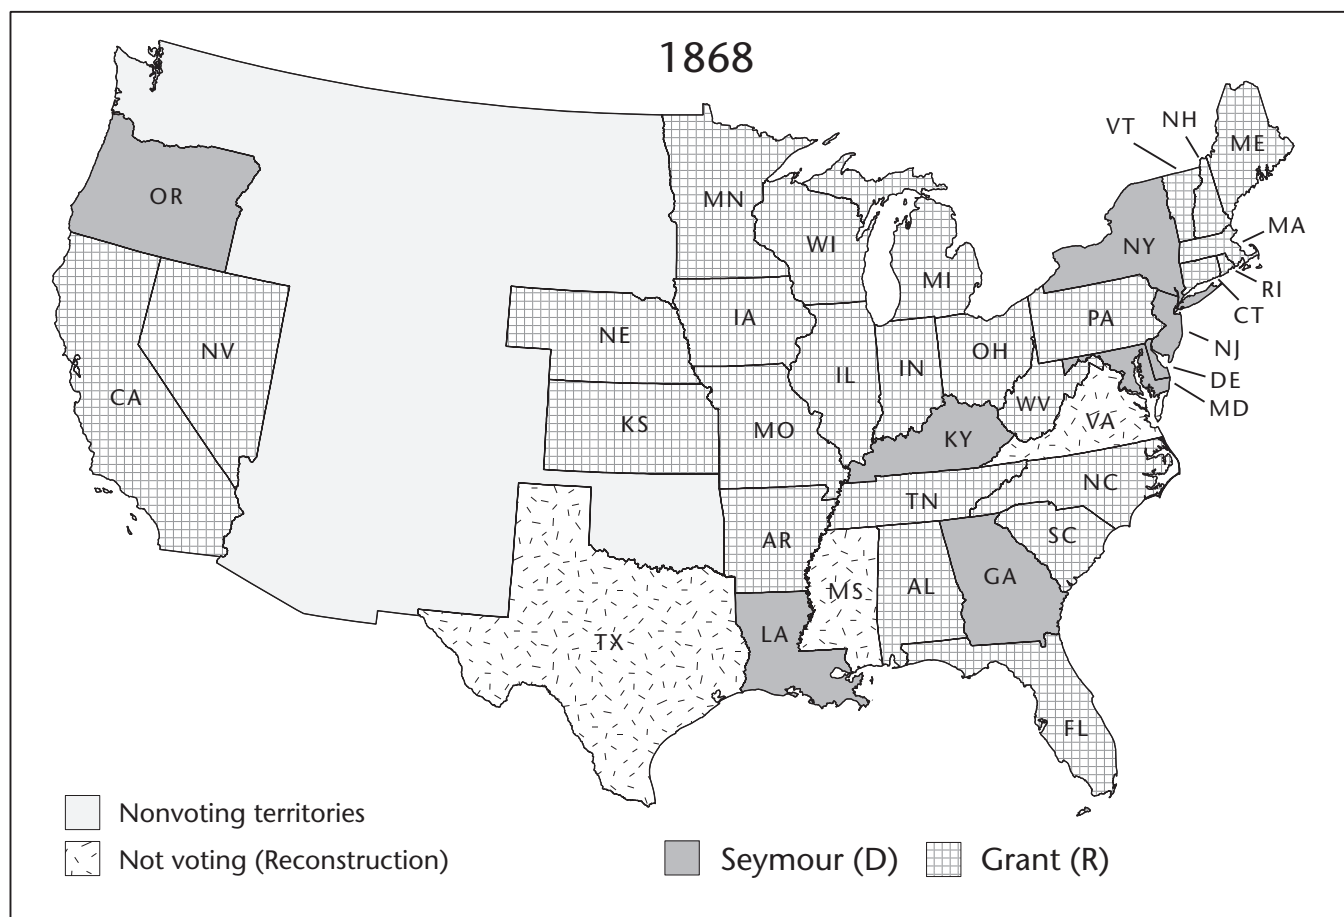 1868
NH
VT
ME
OR
MN
MA
WI
NY
MI
RI
CT
NE
IA
PA
NV
OH
NJ
IN
IL
DE
CA
WV
MD
KS
MO
KY
VA
NC
TN
AR
SC
MS
AL
GA
TX
LA
FL
Nonvoting territories
Not voting (Reconstruction)
Seymour (D)
Grant (R)